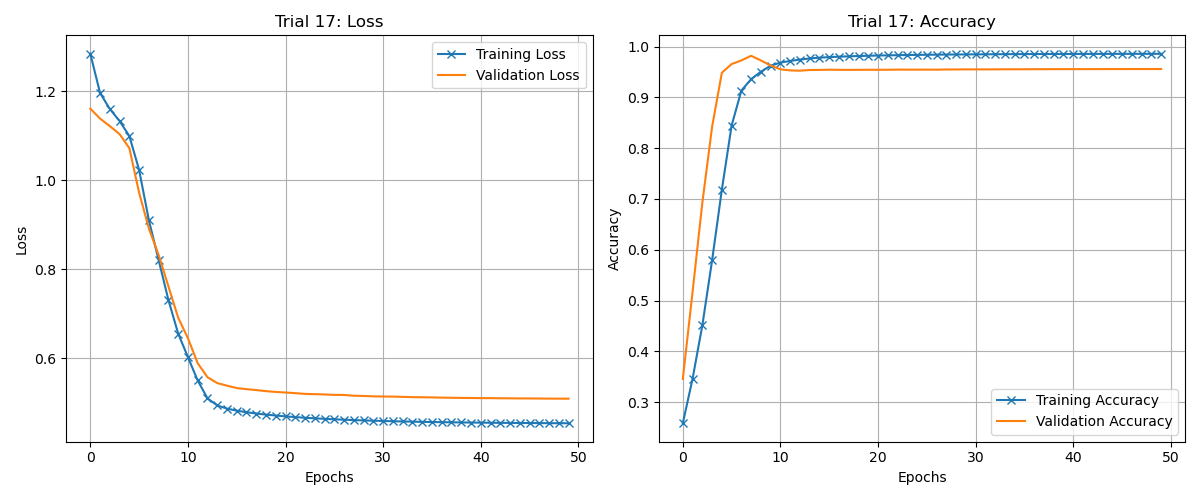 Trial 17: Loss
Training Loss
Validation Loss
1.2
1.0
0.8
0.6
Loss
0
10
20
30
40
50
Epochs
Trial 17: Accuracy
1.0
0.9
0.8
0.7
0.6
0.5
0.4
0.3
Accuracy
Training Accuracy
Validation Accuracy
0
10
20
30
40
50
Epochs